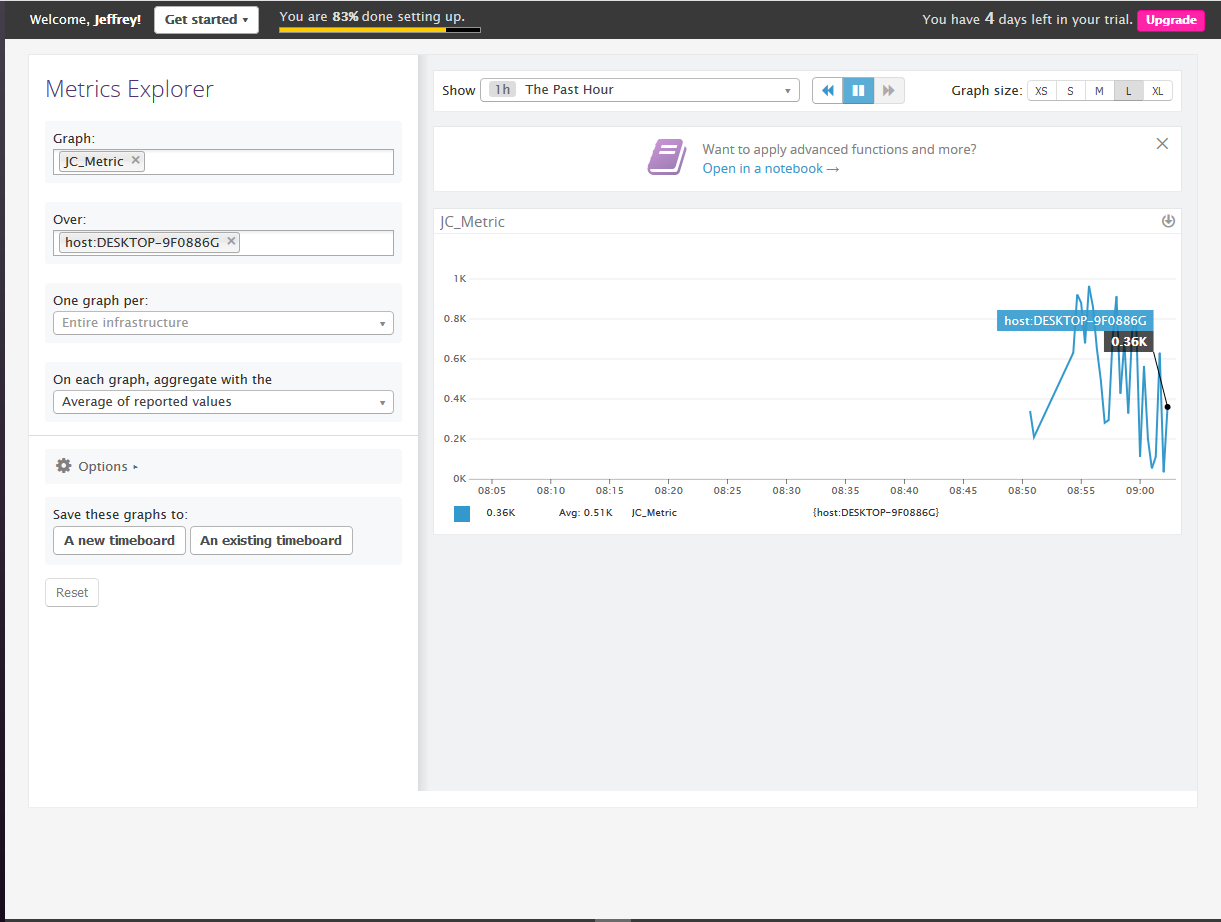 Welcome, Jeffrey! Get started ▾ You are 83% done setting up. You have 4 days left in your trial. Upgrade
Metrics Explorer
Graph:
JC_Metric ×
Over:
host:DESKTOP-9F0886G ×
One graph per:
Entire infrastructure
On each graph, aggregate with the
Average of reported values
Options ▸
Save these graphs to:
A new timeboard An existing timeboard
Reset
Show 1h The Past Hour Graph size: XS S M L XL
Want to apply advanced functions and more?
Open in a notebook →
JC_Metric
1K
0.8K
0.6K
0.4K
0.2K
0K
host:DESKTOP-9F0886G
0.36K
08:05 08:10 08:15 08:20 08:25 08:30 08:35 08:40 08:45 08:50 08:55 09:00
0.36K Avg: 0.51K JC_Metric {host:DESKTOP-9F0886G}